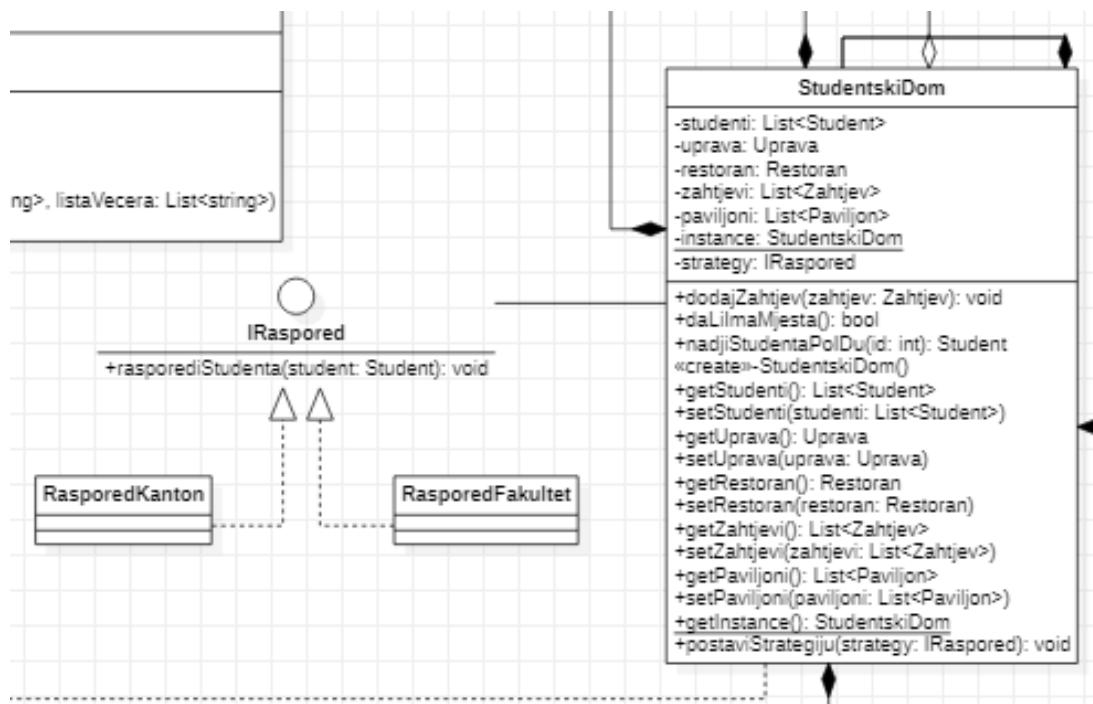 ng>, listaVecera: List<string>)
IRaspored
+rasporediStudenta(student: Student): void
RasporedKanton
RasporedFakultet
StudentskiDom
-studenti: List<Student>
-uprava: Uprava
-restoran: Restoran
-zahtjevi: List<Zahtjev>
-paviljoni: List<Paviljon>
-instance: StudentskiDom
-strategy: IRaspored
+dodajZahtjev(zahtjev: Zahtjev): void
+daLiImaMjesta(): bool
+nadjiStudentaPoIDu(id: int): Student
«create»-StudentskiDom()
+getStudenti(): List<Student>
+setStudenti(studenti: List<Student>)
+getUprava(): Uprava
+setUprava(uprava: Uprava)
+getRestoran(): Restoran
+setRestoran(restoran: Restoran)
+getZahtjevi(): List<Zahtjev>
+setZahtjevi(zahtjevi: List<Zahtjev>)
+getPaviljoni(): List<Paviljon>
+setPaviljoni(paviljoni: List<Paviljon>)
+getInstance(): StudentskiDom
+postaviStrategiju(strategy: IRaspored): void